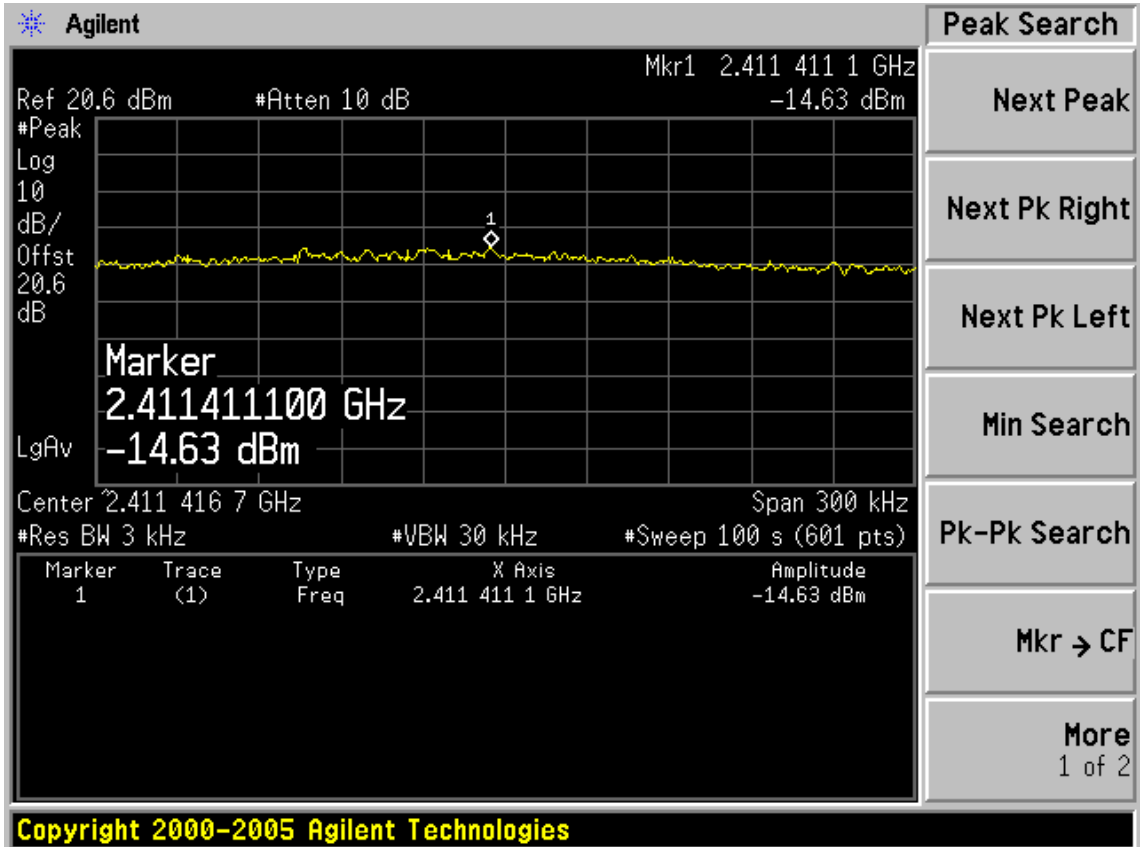 Agilent
Peak Search
Mkr1 2.411 411 1 GHz
Ref 20.6 dBm #Atten 10 dB -14.63 dBm
#Peak
Log
10
dB/
Offst
20.6
dB
1
Marker
2.411411100 GHz
-14.63 dBm
LgAv
Center 2.411 416 7 GHz Span 300 kHz
#Res BW 3 kHz #VBW 30 kHz #Sweep 100 s (601 pts)
Marker Trace Type X Axis Amplitude
1 (1) Freq 2.411 411 1 GHz -14.63 dBm
Next Peak
Next Pk Right
Next Pk Left
Min Search
Pk-Pk Search
Mkr → CF
More
1 of 2
Copyright 2000-2005 Agilent Technologies